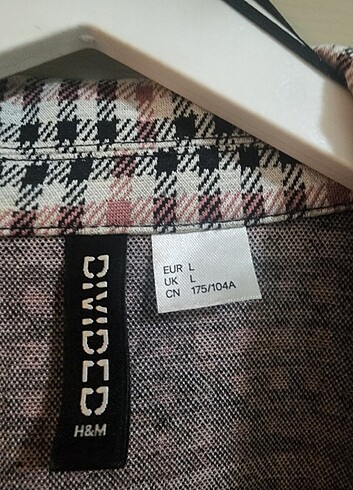 DIVIDED
H&M
EUR L
UK L
CN 175/104A